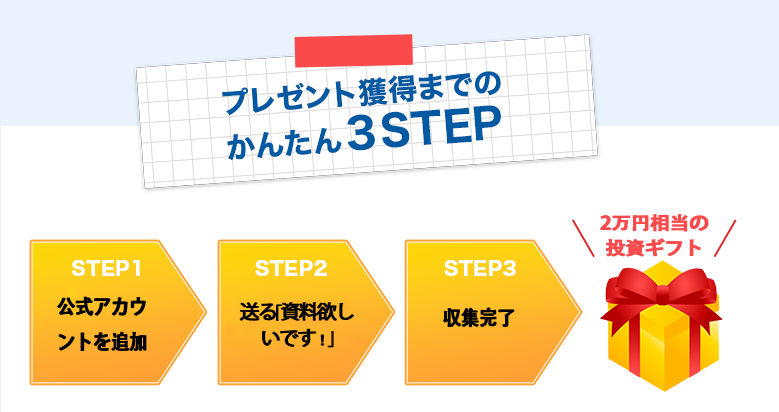 プレゼント獲得までの
かんたん3STEP
2万円相当の
投資ギフト
STEP1
公式アカウ
ントを追加
STEP2
送る「資料欲し
いです！」
STEP3
収集完了